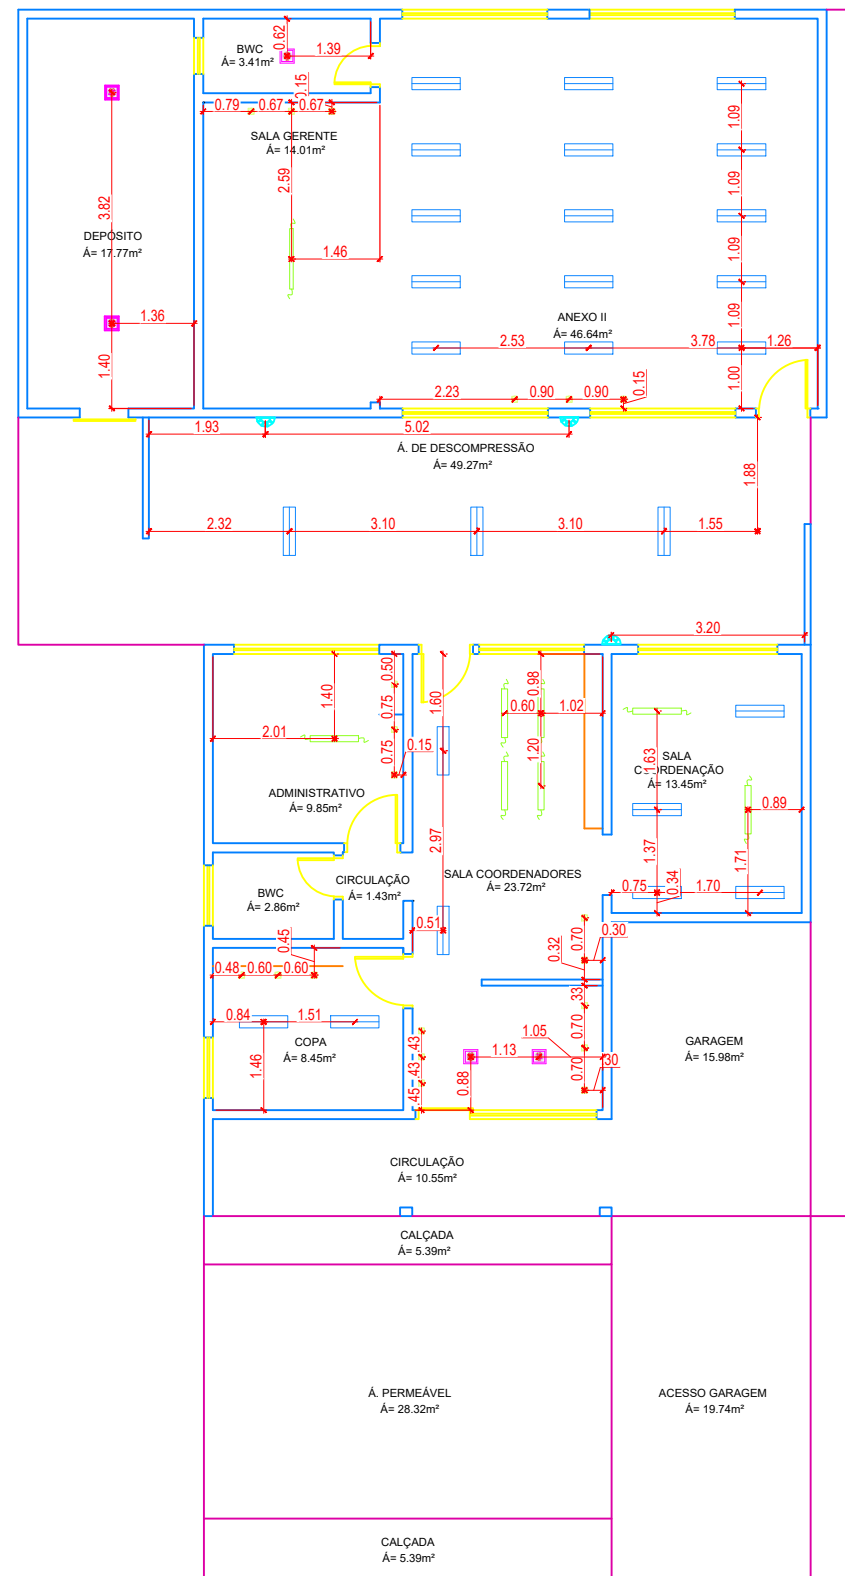 0.62
BWC
Á= 3.41m²
1.39
0.15
0.79
0.67
0.67
SALA GERENTE
Á= 14.01m²
1.09
3.82
2.59
1.09
DEPÓSITO
Á= 17.77m²
1.46
1.09
1.36
ANEXO II
Á= 46.64m²
1.09
2.53
3.78
1.26
1.40
2.23
0.90
0.90
0.15
1.00
1.93
5.02
Á. DE DESCOMPRESSÃO
Á= 49.27m²
1.88
2.32
3.10
3.10
1.55
3.20
1.40
0.50
0.75
0.75
1.60
0.98
0.60
1.02
2.01
0.15
1.20
1.63
SALA
COORDENAÇÃO
Á= 13.45m²
ADMINISTRATIVO
Á= 9.85m²
0.89
2.97
1.37
1.71
CIRCULAÇÃO
Á= 1.43m²
SALA COORDENADORES
Á= 23.72m²
BWC
Á= 2.86m²
0.75
0.34
1.70
0.51
0.45
0.70
0.30
0.32
0.48
0.60
0.60
.33
0.84
1.51
COPA
Á= 8.45m²
1.46
.43
.43
.45
0.88
1.13
1.05
0.70
0.70
.30
GARAGEM
Á= 15.98m²
CIRCULAÇÃO
Á= 10.55m²
CALÇADA
Á= 5.39m²
Á. PERMEÁVEL
Á= 28.32m²
ACESSO GARAGEM
Á= 19.74m²
CALÇADA
Á= 5.39m²